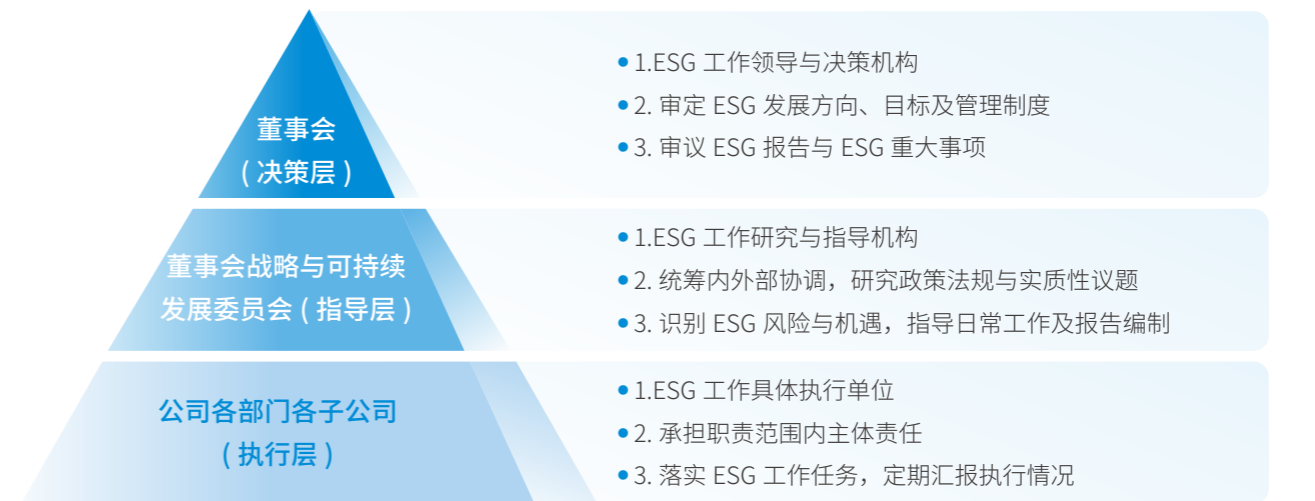 董事会
( 决策层 )
●1.ESG 工作领导与决策机构
●2. 审定 ESG 发展方向、目标及管理制度
●3. 审议 ESG 报告与 ESG 重大事项
董事会战略与可持续
发展委员会 ( 指导层 )
●1.ESG 工作研究与指导机构
●2. 统筹内外部协调，研究政策法规与实质性议题
●3. 识别 ESG 风险与机遇，指导日常工作及报告编制
公司各部门各子公司
( 执行层 )
●1.ESG 工作具体执行单位
●2. 承担职责范围内主体责任
●3. 落实 ESG 工作任务，定期汇报执行情况